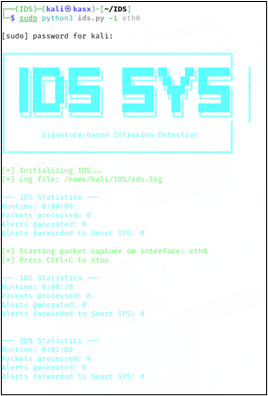 (IDS)-(kali㉿kasx)-[~/IDS]
$ sudo python3 ids.py -i eth0
[sudo] password for kali:
IDS SYS
Signature-based Intrusion Detection
[*] Initializing IDS...
[*] Log file: /home/kali/IDS/ids.log
── IDS Statistics ──
Runtime: 0:00:00
Packets processed: 0
Alerts generated: 0
Alerts forwarded to Snort IPS: 0
[*] Starting packet capture on interface: eth0
[*] Press Ctrl+C to stop
── IDS Statistics ──
Runtime: 0:00:30
Packets processed: 8
Alerts generated: 0
Alerts forwarded to Snort IPS: 0
── IDS Statistics ──
Runtime: 0:01:00
Packets processed: 9
Alerts generated: 0
Alerts forwarded to Snort IPS: 0